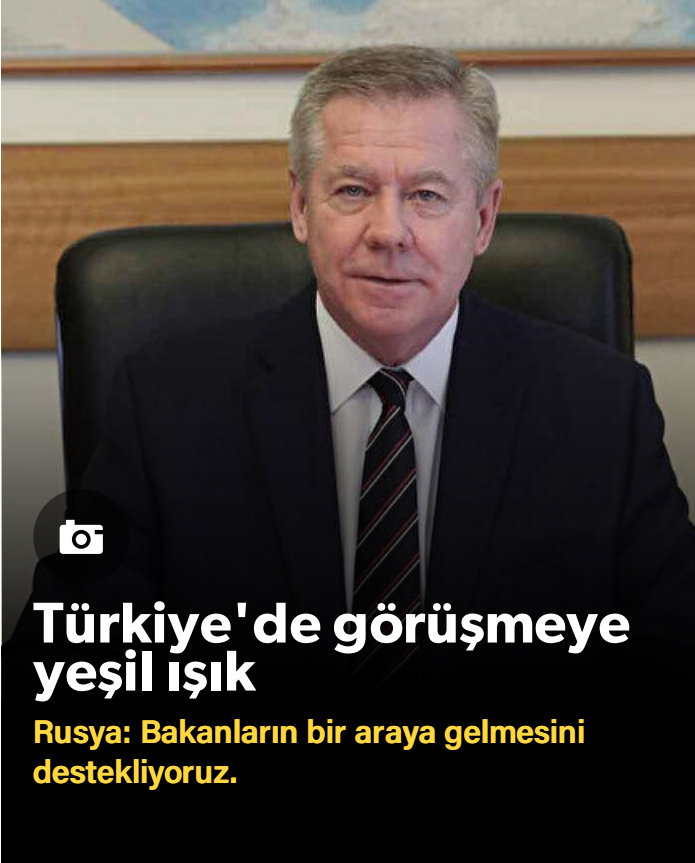 Türkiye'de görüşmeye
yeşil ışık
Rusya: Bakanların bir araya gelmesini
destekliyoruz.